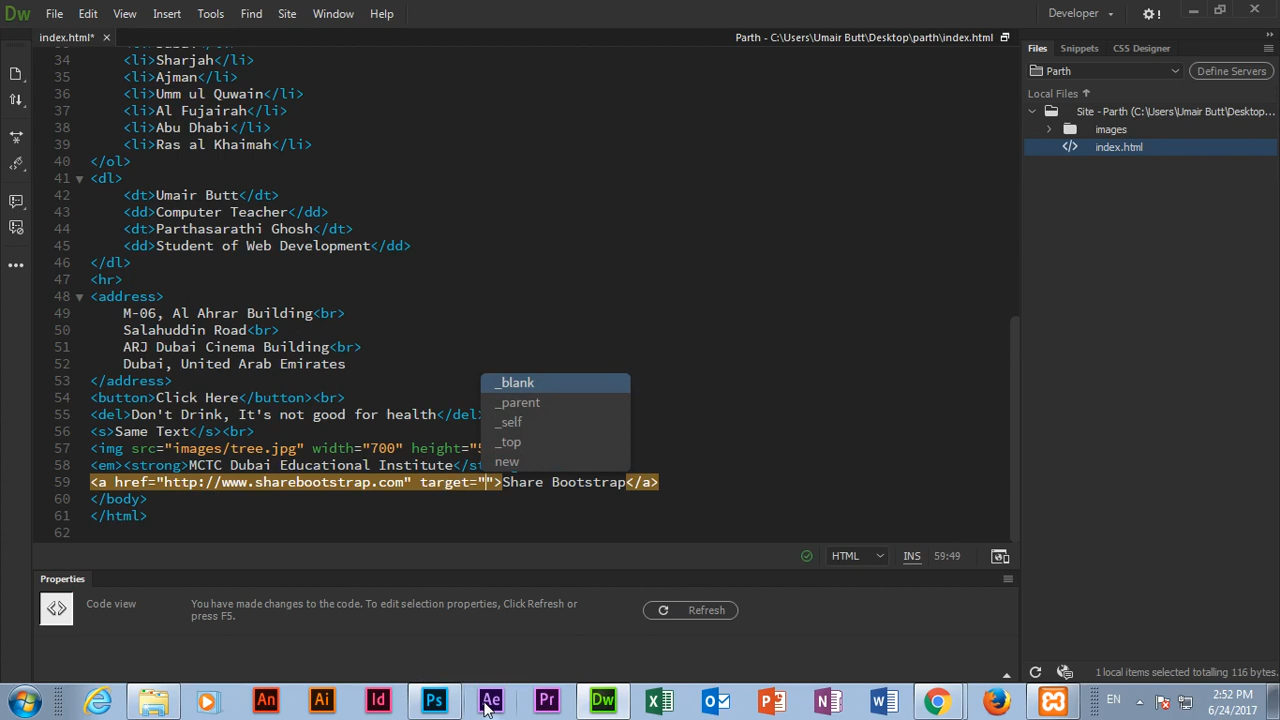 Dw File Edit View Insert Tools Find Site Window Help Developer
index.html* Parth - C:\Users\Umair Butt\Desktop\parth\index.html
34 <li>Sharjah</li>
35 <li>Ajman</li>
36 <li>Umm ul Quwain</li>
37 <li>Al Fujairah</li>
38 <li>Abu Dhabi</li>
39 <li>Ras al Khaimah</li>
40 </ol>
41 <dl>
42 <dt>Umair Butt</dt>
43 <dd>Computer Teacher</dd>
44 <dt>Parthasarathi Ghosh</dt>
45 <dd>Student of Web Development</dd>
46 </dl>
47 <hr>
48 <address>
49 M-06, Al Ahrar Building<br>
50 Salahuddin Road<br>
51 ARJ Dubai Cinema Building<br>
52 Dubai, United Arab Emirates
53 </address>
54 <button>Click Here</button><br>
55 <del>Don't Drink, It's not good for health</del>
56 <s>Same Text</s><br>
57 <img src="images/tree.jpg" width="700" height="5
58 <em><strong>MCTC Dubai Educational Institute</s
59 <a href="http://www.sharebootstrap.com" target="">Share Bootstrap</a>
60 </body>
61 </html>
62
_blank
_parent
_self
_top
new
HTML INS 59:49
Properties
Code view
You have made changes to the code. To edit selection properties, Click Refresh or
press F5.
Refresh
Files Snippets CSS Designer
Parth Define Servers
Local Files
Site - Parth (C:\Users\Umair Butt\Desktop...
images
index.html
1 local items selected totalling 116 bytes.
An Ai Id Ps Ae Pr Dw
EN
2:52 PM
6/24/2017